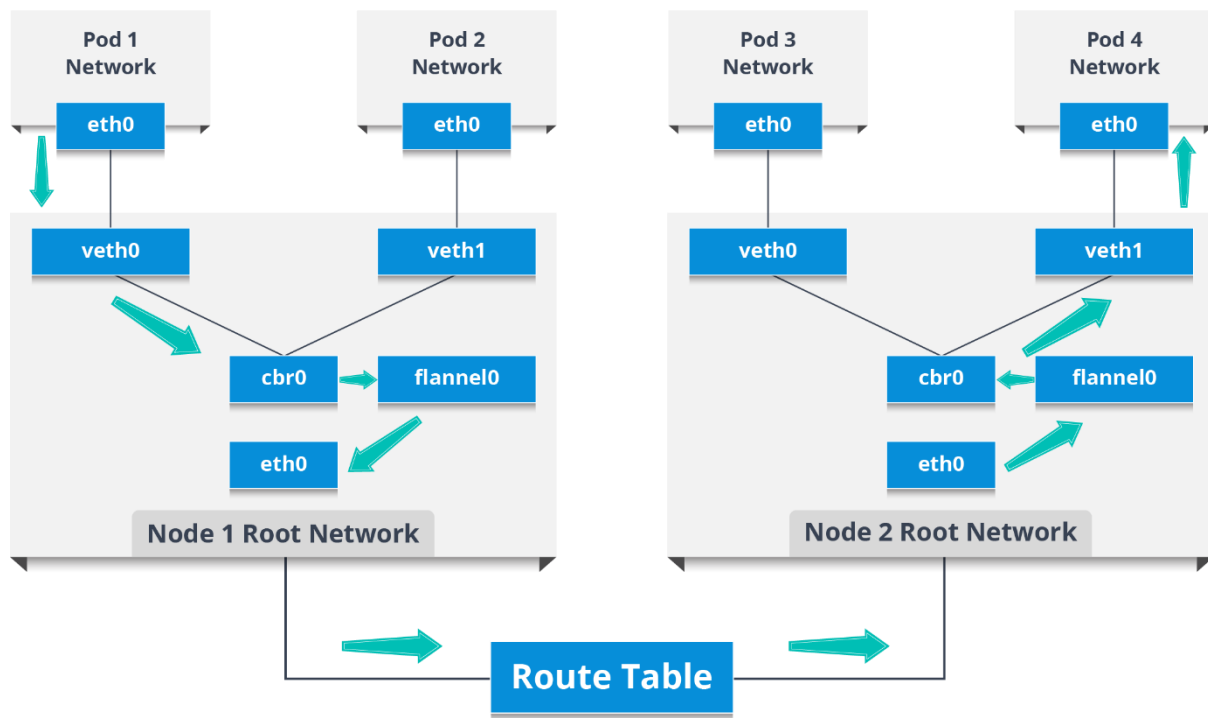 Pod 1
Network
Pod 2
Network
Pod 3
Network
Pod 4
Network
eth0
eth0
eth0
eth0
veth0
veth1
veth0
veth1
cbr0
flannel0
cbr0
flannel0
eth0
eth0
Node 1 Root Network
Node 2 Root Network
Route Table